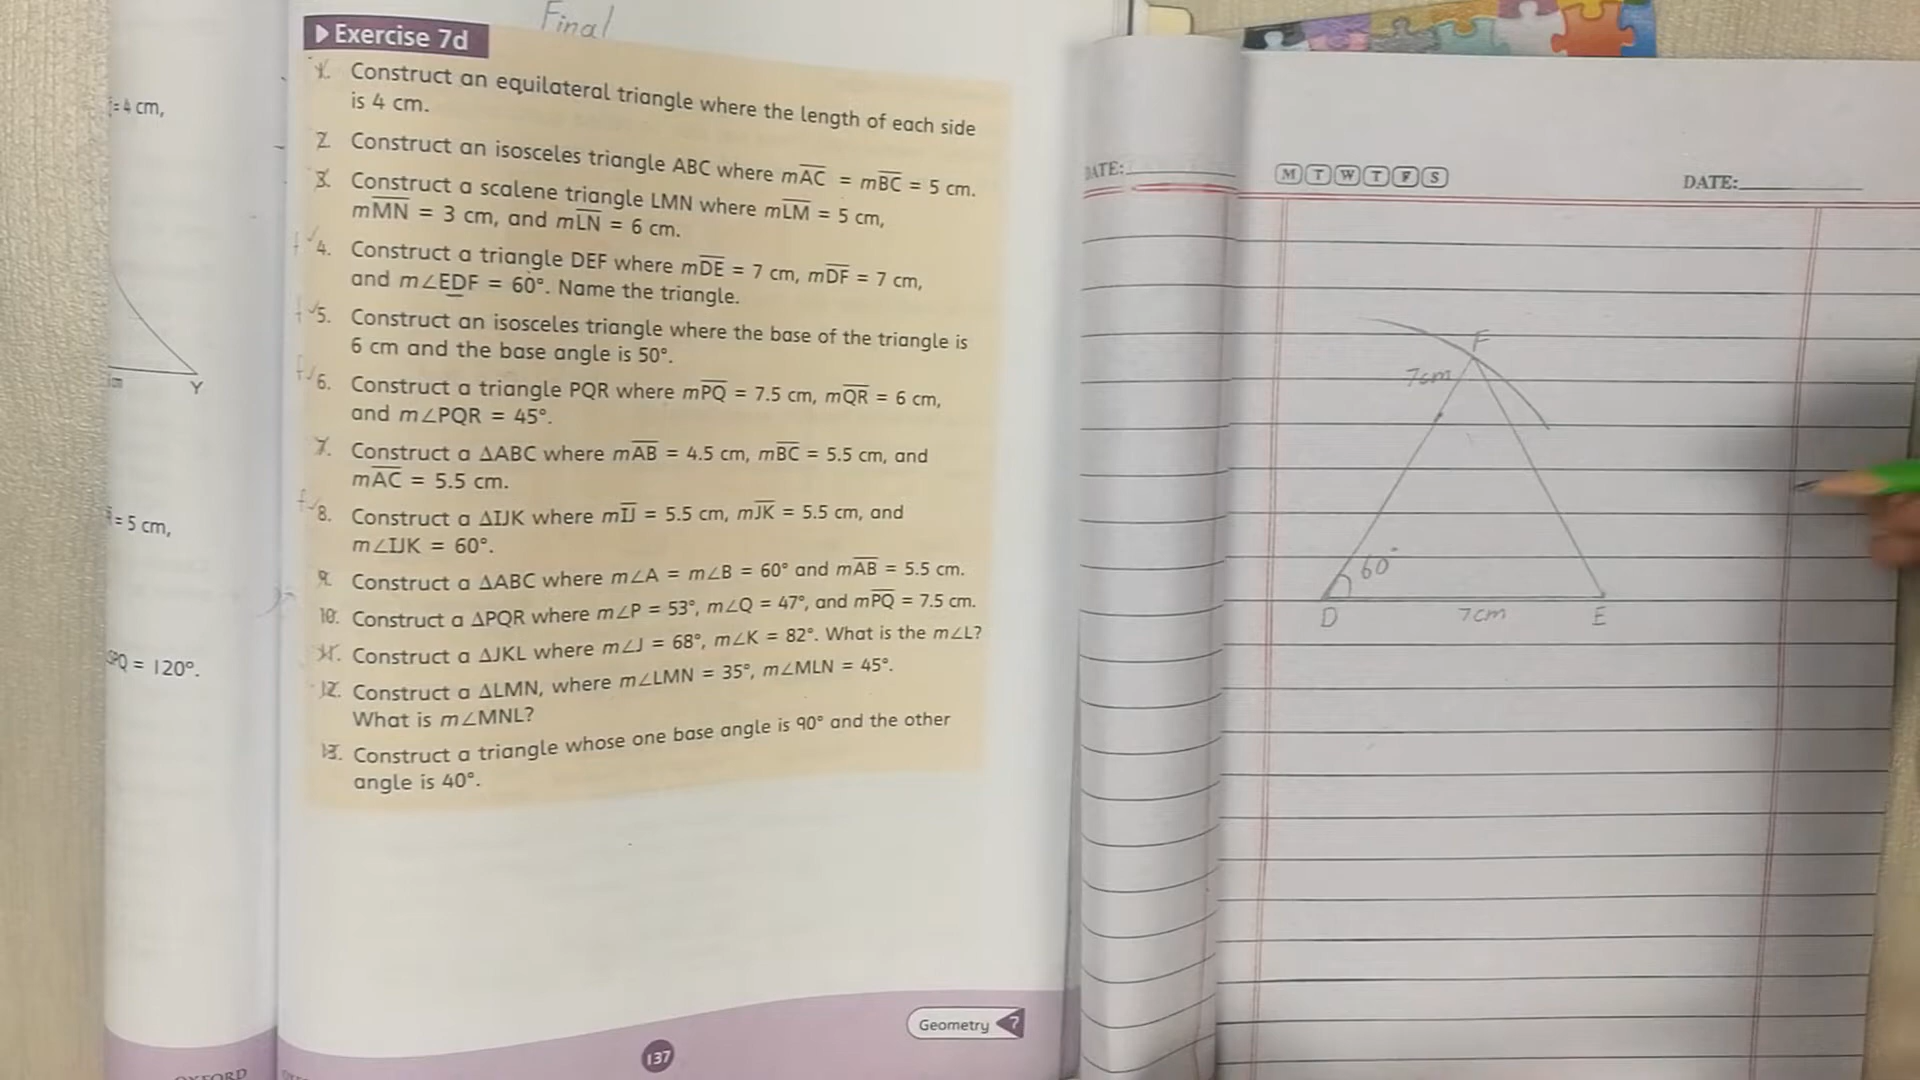 = 4 cm,
cm
Y
= 5 cm,
PQ = 120°.
OXFORD
Final
Exercise 7d
1. Construct an equilateral triangle where the length of each side
is 4 cm.
2. Construct an isosceles triangle ABC where mAC = mBC = 5 cm.
3. Construct a scalene triangle LMN where mLM = 5 cm,
mMN = 3 cm, and mLN = 6 cm.
4. Construct a triangle DEF where mDE = 7 cm, mDF = 7 cm,
and m∠EDF = 60°. Name the triangle.
5. Construct an isosceles triangle where the base of the triangle is
6 cm and the base angle is 50°.
6. Construct a triangle PQR where mPQ = 7.5 cm, mQR = 6 cm,
and m∠PQR = 45°.
7. Construct a ΔABC where mAB = 4.5 cm, mBC = 5.5 cm, and
mAC = 5.5 cm.
8. Construct a ΔIJK where mIJ = 5.5 cm, mJK = 5.5 cm, and
m∠IJK = 60°.
9. Construct a ΔABC where m∠A = m∠B = 60° and mAB = 5.5 cm.
10. Construct a ΔPQR where m∠P = 53°, m∠Q = 47°, and mPQ = 7.5 cm.
11. Construct a ΔJKL where m∠J = 68°, m∠K = 82°. What is the m∠L?
12. Construct a ΔLMN, where m∠LMN = 35°, m∠MLN = 45°.
What is m∠MNL?
13. Construct a triangle whose one base angle is 90° and the other
angle is 40°.
Geometry 7
137
DATE:
M T W T F S
DATE:
F
7cm
60°
D 7cm E